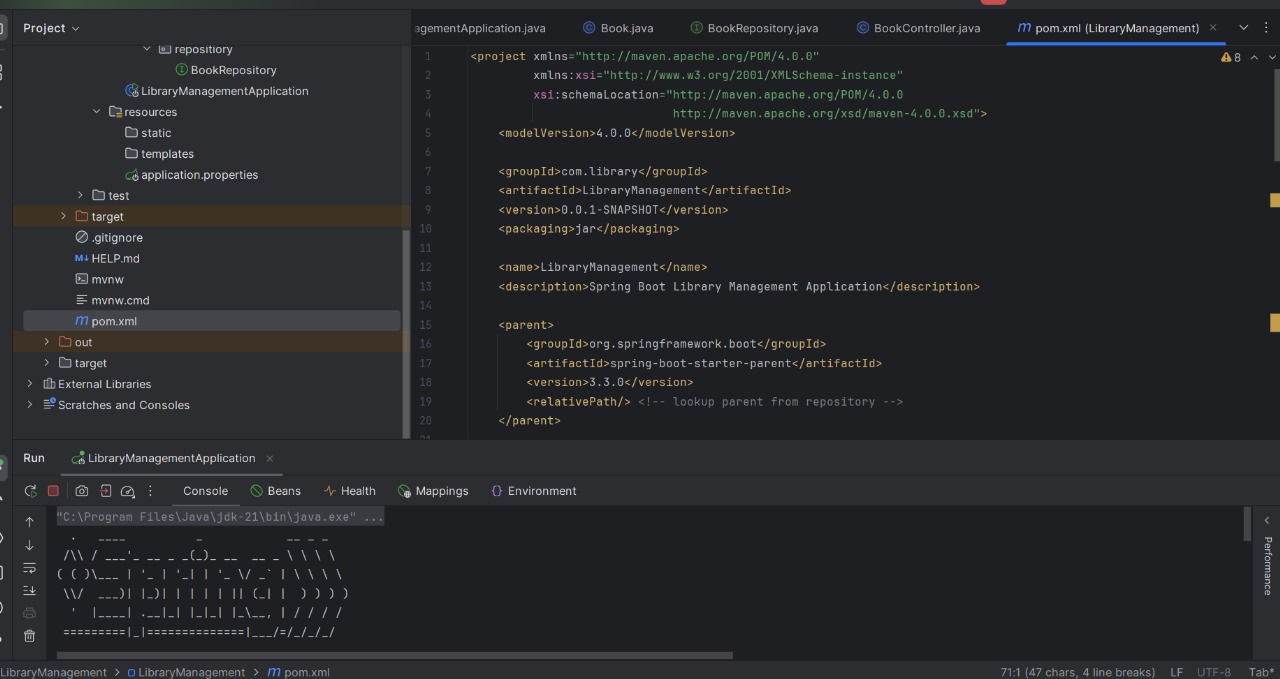 Project
repositiory
BookRepository
LibraryManagementApplication
resources
static
templates
application.properties
test
target
.gitignore
HELP.md
mvnw
mvnw.cmd
pom.xml
out
target
External Libraries
Scratches and Consoles
agementApplication.java Book.java BookRepository.java BookController.java pom.xml (LibraryManagement)
8
1 <project xmlns="http://maven.apache.org/POM/4.0.0"
2 xmlns:xsi="http://www.w3.org/2001/XMLSchema-instance"
3 xsi:schemaLocation="http://maven.apache.org/POM/4.0.0
4 http://maven.apache.org/xsd/maven-4.0.0.xsd">
5 <modelVersion>4.0.0</modelVersion>
6
7 <groupId>com.library</groupId>
8 <artifactId>LibraryManagement</artifactId>
9 <version>0.0.1-SNAPSHOT</version>
10 <packaging>jar</packaging>
11
12 <name>LibraryManagement</name>
13 <description>Spring Boot Library Management Application</description>
14
15 <parent>
16 <groupId>org.springframework.boot</groupId>
17 <artifactId>spring-boot-starter-parent</artifactId>
18 <version>3.3.0</version>
19 <relativePath/> <!-- lookup parent from repository -->
20 </parent>
Run LibraryManagementApplication
Console Beans Health Mappings Environment
"C:\Program Files\Java\jdk-21\bin\java.exe" ...
  .   ____          _            __ _ _
 /\\ / ___'_ __ _ _(_)_ __  __ _ \ \ \ \
( ( )\___ | '_ | '_| | '_ \/ _` | \ \ \ \
 \\/  ___)| |_)| | | | | || (_| |  ) ) ) )
  '  |____| .__|_| |_|_| |_\__, | / / / /
 =========|_|==============|___/=/_/_/_/
Performance
LibraryManagement > LibraryManagement > pom.xml
71:1 (47 chars, 4 line breaks) LF UTF-8 Tab*